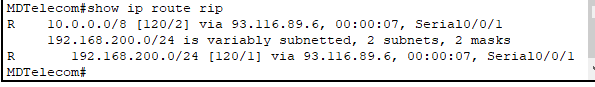 MDTelecom#show ip route rip
R    10.0.0.0/8 [120/2] via 93.116.89.6, 00:00:07, Serial0/0/1
     192.168.200.0/24 is variably subnetted, 2 subnets, 2 masks
R       192.168.200.0/24 [120/1] via 93.116.89.6, 00:00:07, Serial0/0/1
MDTelecom#